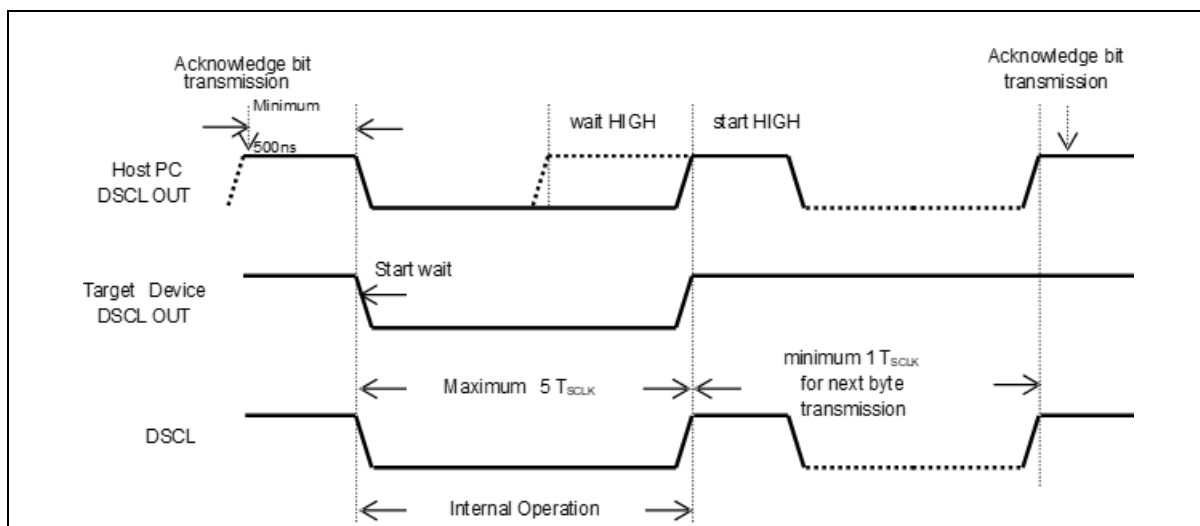 Acknowledge bit
transmission
Minimum
500ns
Acknowledge bit
transmission
wait HIGH
start HIGH
Host PC
DSCL OUT
Start wait
Target Device
DSCL OUT
Maximum 5 TSCLK
minimum 1 TSCLK
for next byte
transmission
DSCL
Internal Operation